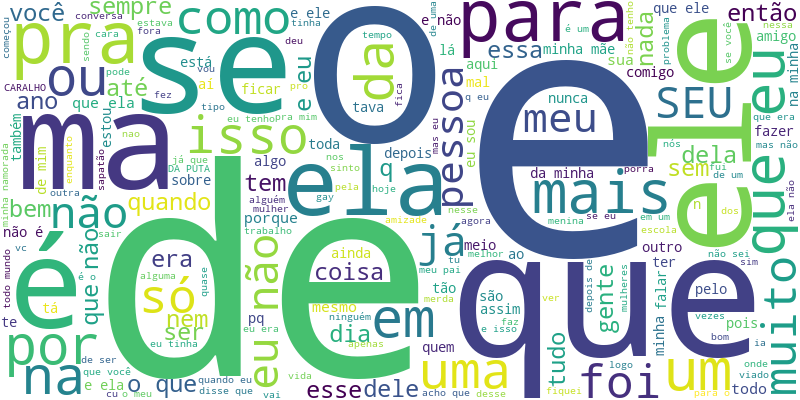 conversa
você
sempre
começou
estava
fora
e ele
tinha
deu
como
e não
para
de uma
lá
é um
não tenho
problema
que ele
se você
então
nessa
amigo
pra
se
o
da
tempo
essa
minha mãe
nada
sua
comigo
ele
eu
na minha
sendo
cara
pode
está
vou
CARALHO
fez
ai
ficar
pro
tipo
e eu
aqui
mal
ou
até
ano
que ela
eu tenho
pra mim
tava
fica
q eu
pessoa
nunca
meu
SEU
que era
nós
fazer
mas não
também
ma
estou
nao
isso
toda
depois
mas eu
eu sou
e
dela
de mim
enquanto
sapatão
já que
DA PUTA
sobre
algo
nos
sinto
ela
q
da minha
porra
sem
fui
de um
minha namorada
bem
não
outra
quando
tem
alguém
mulher
gay
pela
hoje
nesse
mais
n
dos
que
ela não
não é
sair
porque
trabalho
amizade
já
agora
menina
se eu
em um
escola
muito
todo mundo
vc
é
que não
era
eu não
ainda
coisa
tu
meu pai
meio
melhor
ao
outro
não sei
sim
é o
alguma
só
quase
de
mesmo
em
merda
tão
são
assim
depois de
ver
mulheres
gente
ter
falar
minha
pelo
vezes
pois
te
tá
por
nem
ser
pq
eu era
ninguém
dia
e isso
faz
bom
ia
de ser
que você
eu tinha
apenas
quem
tudo
foi
um
onde
viado
na
e ela
cu
o meu
o que
quando eu
disse que
vida
vai
esse
dele
uma
acho que
desse
logo
fiquei
para o
todo